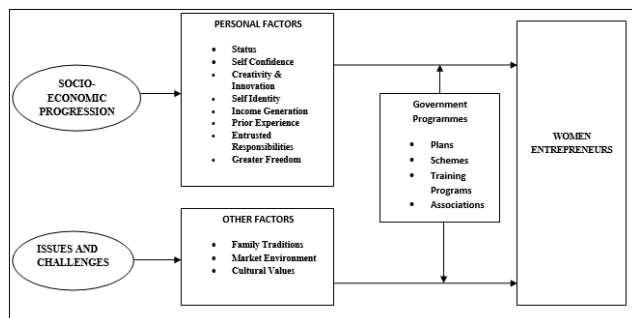 PERSONAL FACTORS
• Status
• Self Confidence
• Creativity &
Innovation
• Self Identity
• Income Generation
• Prior Experience
• Entrusted
Responsibilities
• Greater Freedom
SOCIO-
ECONOMIC
PROGRESSION
Government
Programmes
• Plans
• Schemes
• Training
Programs
• Associations
WOMEN
ENTREPRENEURS
OTHER FACTORS
• Family Traditions
• Market Environment
• Cultural Values
ISSUES AND
CHALLENGES